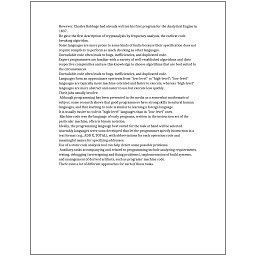 However, Charles Babbage had already written his first program for the Analytical Engine in
1837.
He gave the first description of cryptanalysis by frequency analysis, the earliest code-
breaking algorithm.
Some languages are more prone to some kinds of faults because their specification does not
require compilers to perform as much checking as other languages.
Unreadable code often leads to bugs, inefficiencies, and duplicated code.
Expert programmers are familiar with a variety of well-established algorithms and their
respective complexities and use this knowledge to choose algorithms that are best suited to
the circumstances.
Unreadable code often leads to bugs, inefficiencies, and duplicated code.
Languages form an approximate spectrum from "low-level" to "high-level"; "low-level"
languages are typically more machine-oriented and faster to execute, whereas "high-level"
languages are more abstract and easier to use but execute less quickly.
Their jobs usually involve:
Although programming has been presented in the media as a somewhat mathematical
subject, some research shows that good programmers have strong skills in natural human
languages, and that learning to code is similar to learning a foreign language.
It is usually easier to code in "high-level" languages than in "low-level" ones.
Machine code was the language of early programs, written in the instruction set of the
particular machine, often in binary notation.
Ideally, the programming language best suited for the task at hand will be selected.
Assembly languages were soon developed that let the programmer specify instruction in a
text format (e.g., ADD X, TOTAL), with abbreviations for each operation code and
meaningful names for specifying addresses.
Use of a static code analysis tool can help detect some possible problems.
Auxiliary tasks accompanying and related to programming include analyzing requirements,
testing, debugging (investigating and fixing problems), implementation of build systems,
and management of derived artifacts, such as programs' machine code.
There exist a lot of different approaches for each of those tasks.